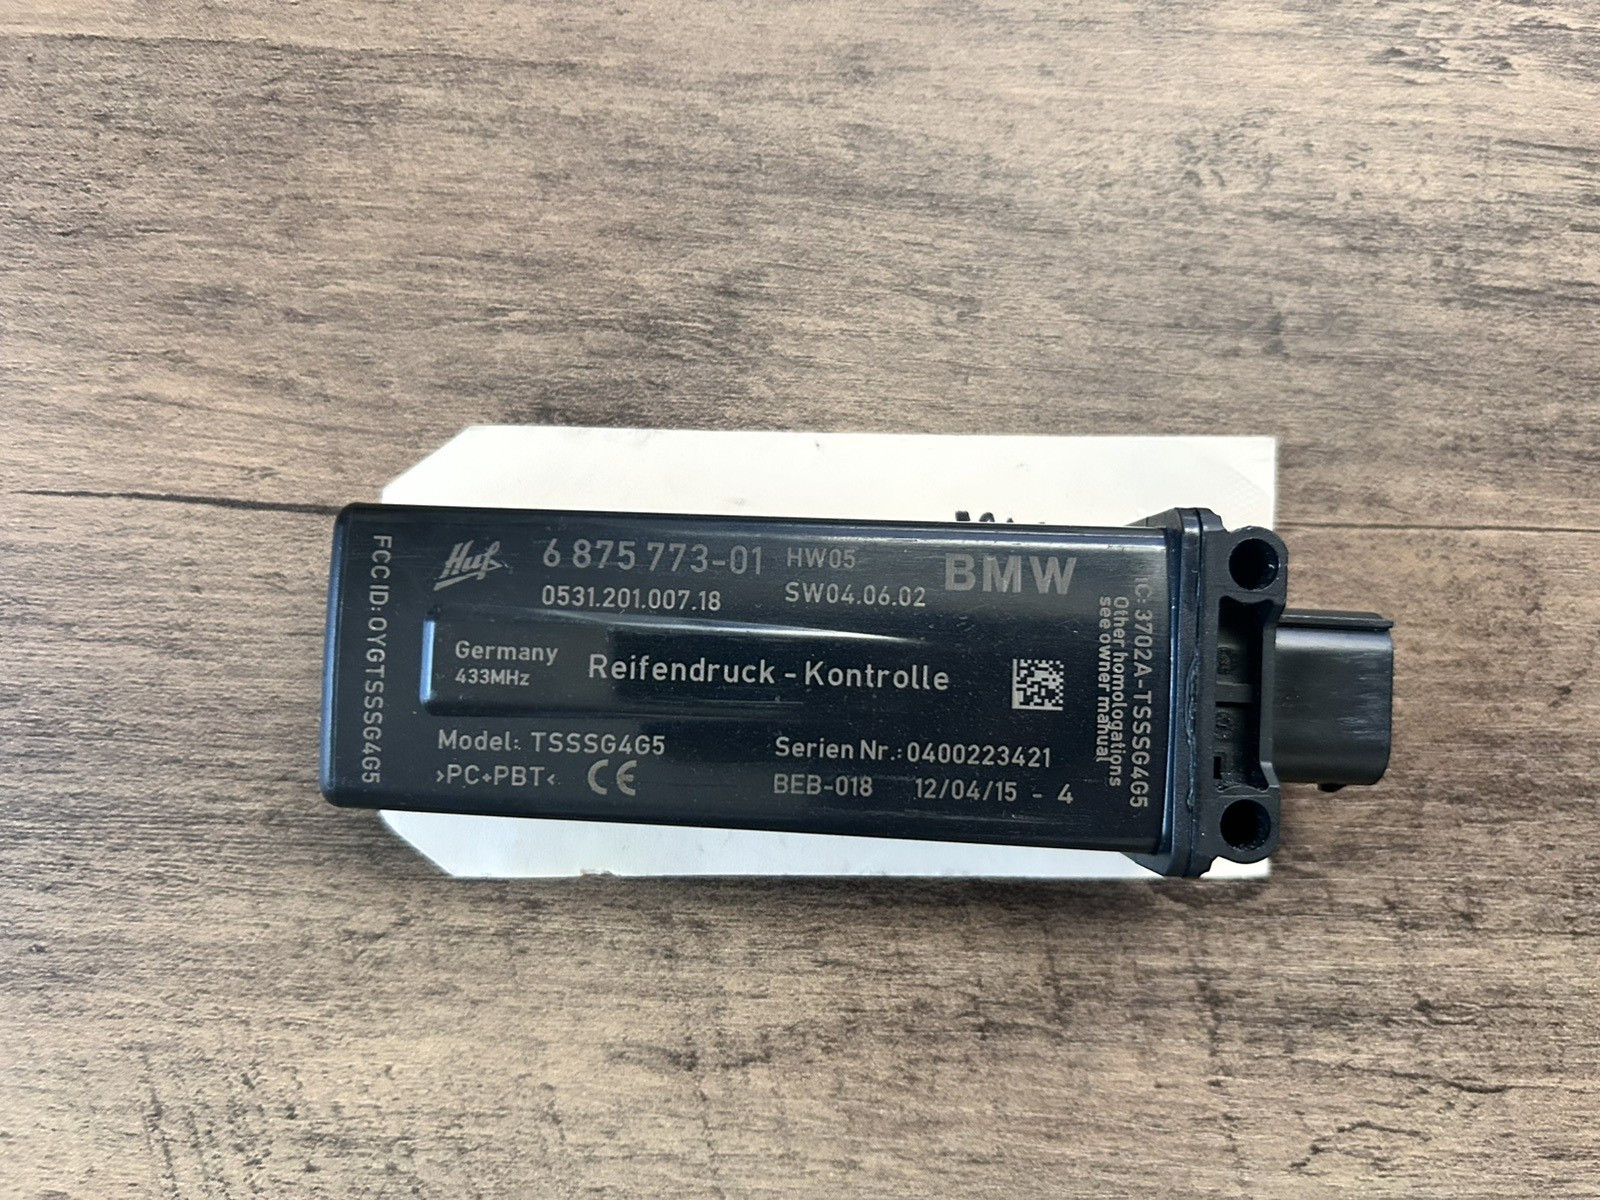 FCC ID: OYGTSSSG4G5
Huf
6 875 773-01
HW05
BMW
0531.201.007.18
SW04.06.02
Germany
433MHz
Reifendruck - Kontrolle
Model: TSSSG4G5
Serien Nr.: 0400223421
>PC+PBT< CE
BEB-018 12/04/15 - 4
IC: 3702A-TSSSG4G5
Other homologations
see owner manual